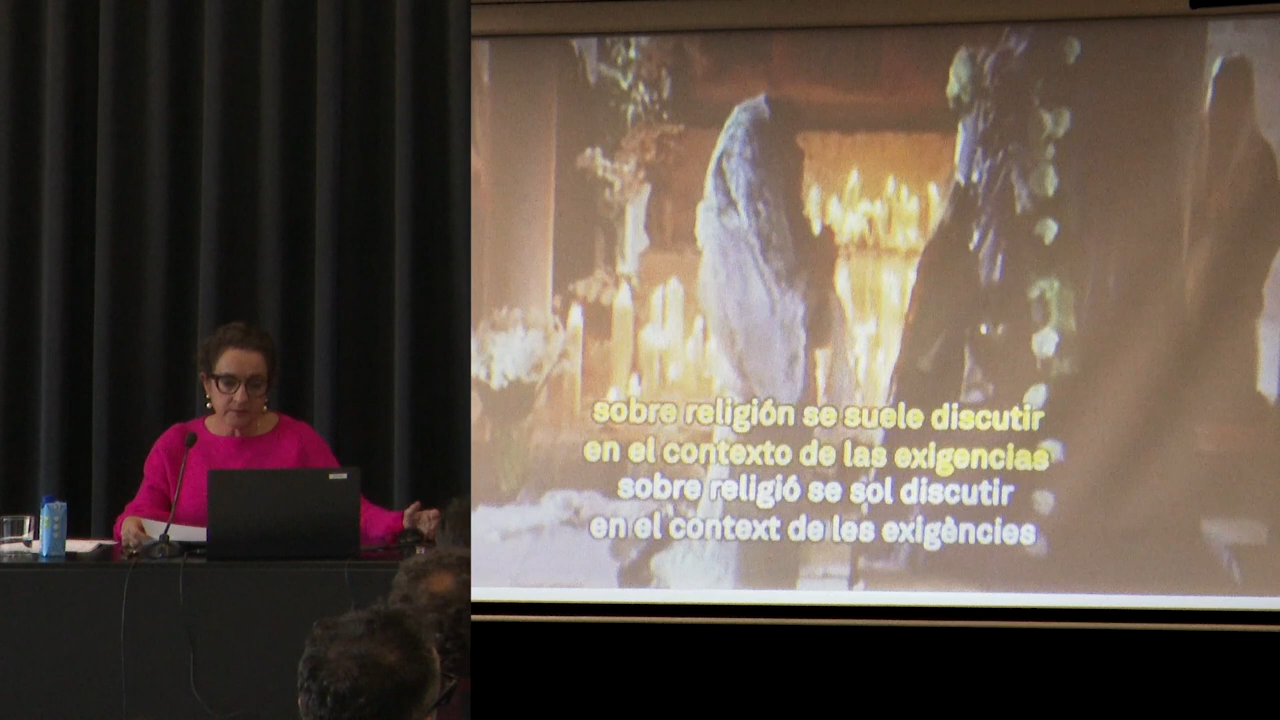 sobre religión se suele discutir
en el contexto de las exigencias
sobre religió se sol discutir
en el context de les exigències